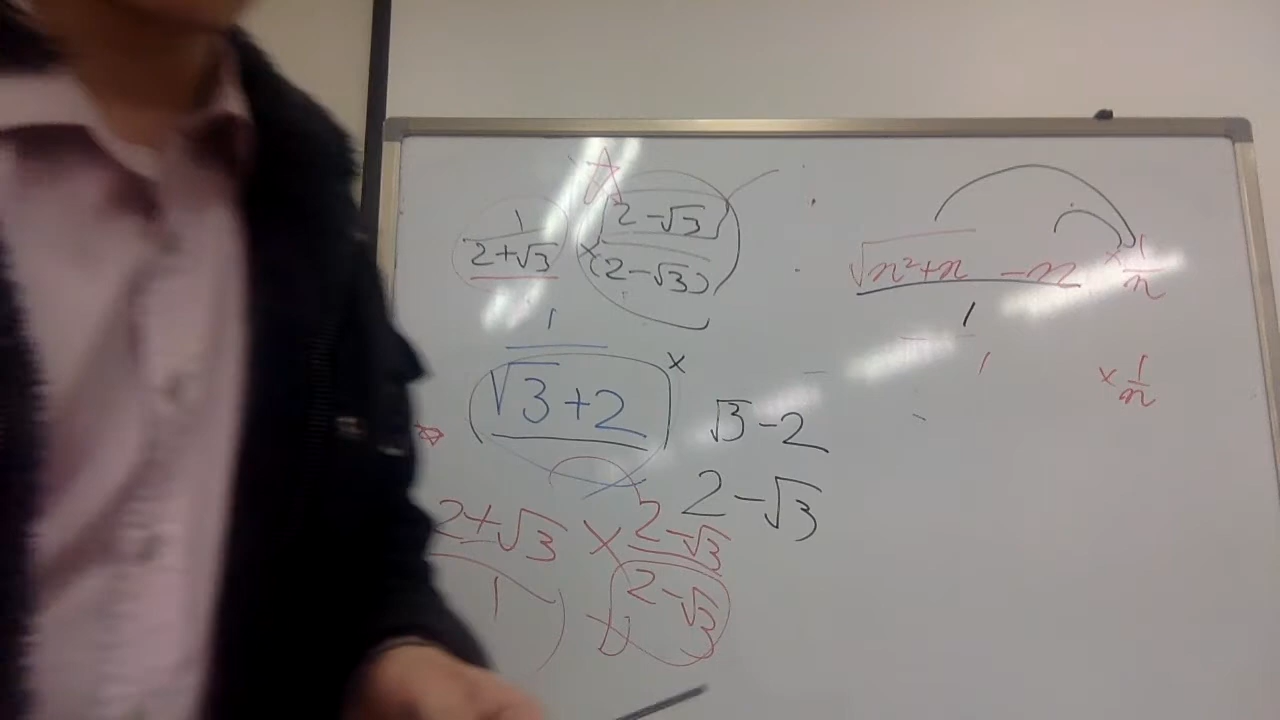 1/(2+√3) × (2-√3)/(2-√3)
1/(√3+2) ×
√3-2
2-√3
(2+√3)/1 × (2-√3)/(2-√3)
(√(n²+n) -n)/1 × 1/n
1
× 1/n